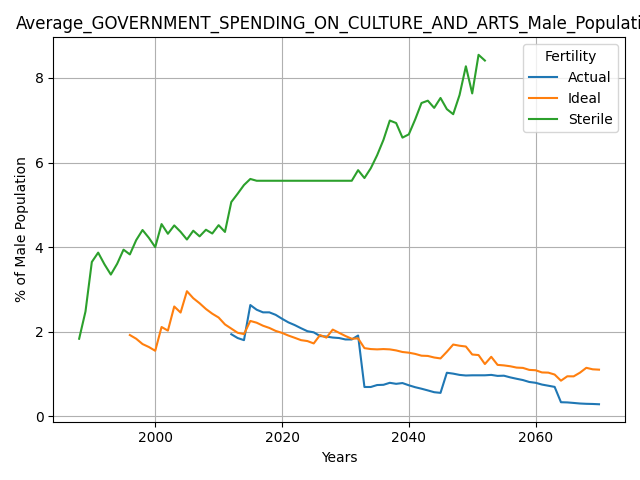 Average_GOVERNMENT_SPENDING_ON_CULTURE_AND_ARTS_Male_Populati
Fertility
Actual
Ideal
Sterile
% of Male Population
8
6
4
2
0
2000 2020 2040 2060
Years